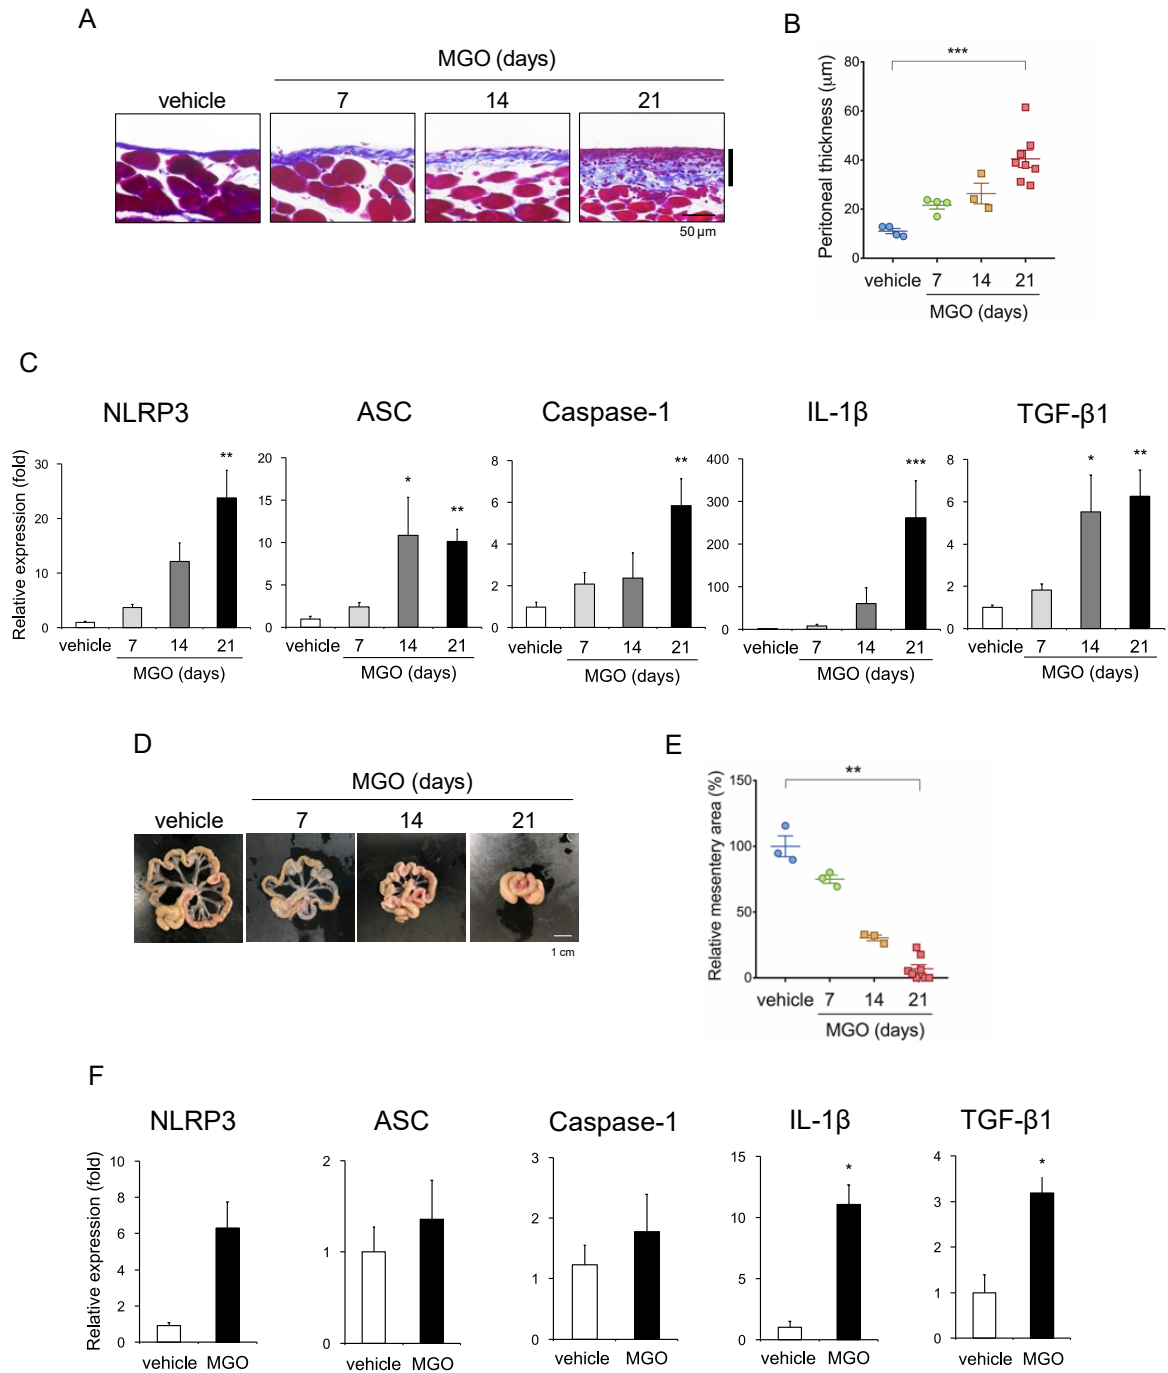 A
MGO (days)
vehicle 7 14 21
50 μm
B
***
Peritoneal thickness (μm)
80
60
40
20
0
vehicle 7 14 21
MGO (days)
C
NLRP3 ASC Caspase-1 IL-1β TGF-β1
Relative expression (fold)
30
20
10
0
**
vehicle 7 14 21
MGO (days)
20
15
10
5
0
* **
vehicle 7 14 21
MGO (days)
8
6
4
2
0
**
vehicle 7 14 21
MGO (days)
400
300
200
100
0
***
vehicle 7 14 21
MGO (days)
8
6
4
2
0
* **
vehicle 7 14 21
MGO (days)
D
MGO (days)
vehicle 7 14 21
1 cm
E
**
Relative mesentery area (%)
150
100
50
0
vehicle 7 14 21
MGO (days)
F
NLRP3 ASC Caspase-1 IL-1β TGF-β1
Relative expression (fold)
10
8
6
4
2
0
vehicle MGO
2
1
0
vehicle MGO
3
2
1
0
vehicle MGO
15
10
5
0
*
vehicle MGO
4
3
2
1
0
*
vehicle MGO